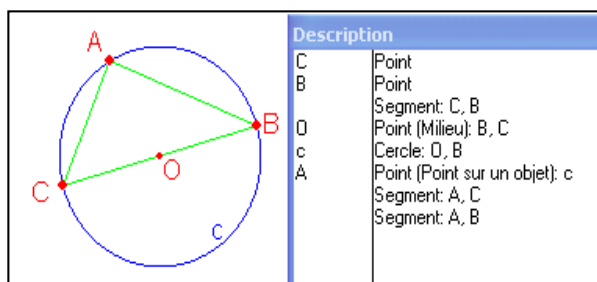 A
B
O
C
c
Description
C Point
B Point
Segment: C, B
O Point (Milieu): B, C
c Cercle: O, B
A Point (Point sur un objet): c
Segment: A, C
Segment: A, B